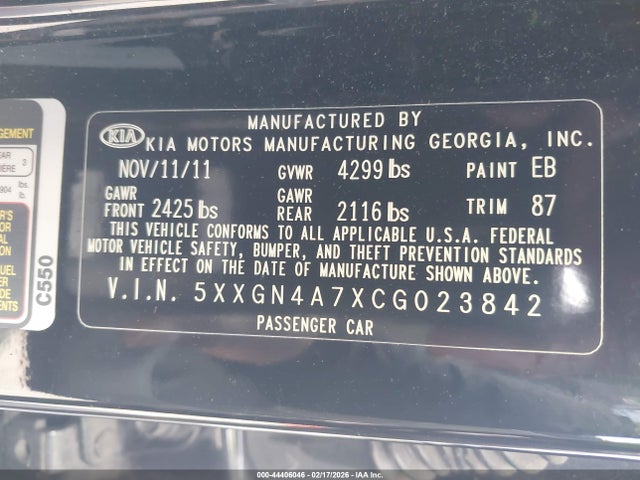 MANUFACTURED BY
KIA KIA MOTORS MANUFACTURING GEORGIA, INC.
NOV/11/11 GVWR 4299 lbs PAINT EB
GAWR FRONT 2425 lbs GAWR REAR 2116 lbs TRIM 87
THIS VEHICLE CONFORMS TO ALL APPLICABLE U.S.A. FEDERAL
MOTOR VEHICLE SAFETY, BUMPER, AND THEFT PREVENTION STANDARDS
IN EFFECT ON THE DATE OF MANUFACTURE SHOWN ABOVE.
V.I.N. 5XXGN4A7XCG023842
PASSENGER CAR
C550
000-44406046 - 02/17/2026 - IAA, Inc.